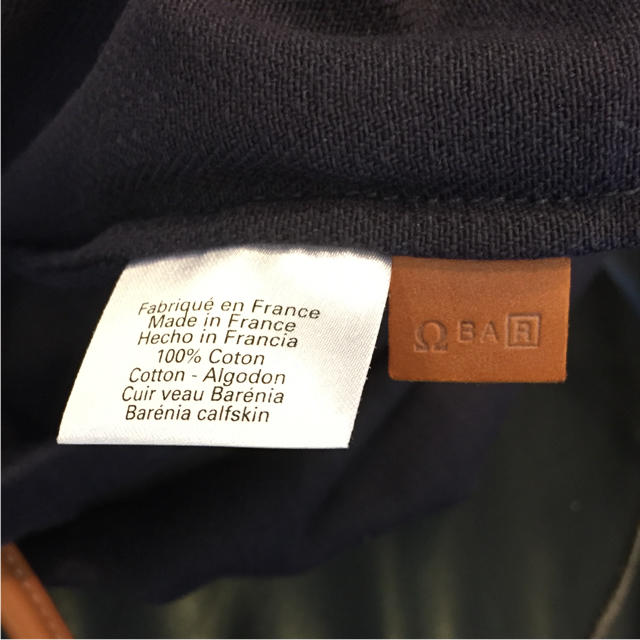 Fabriqué en France
Made in France
Hecho in Francia
100% Coton
Cotton - Algodon
Cuir veau Barénia
Barénia calfskin
Ω BA R